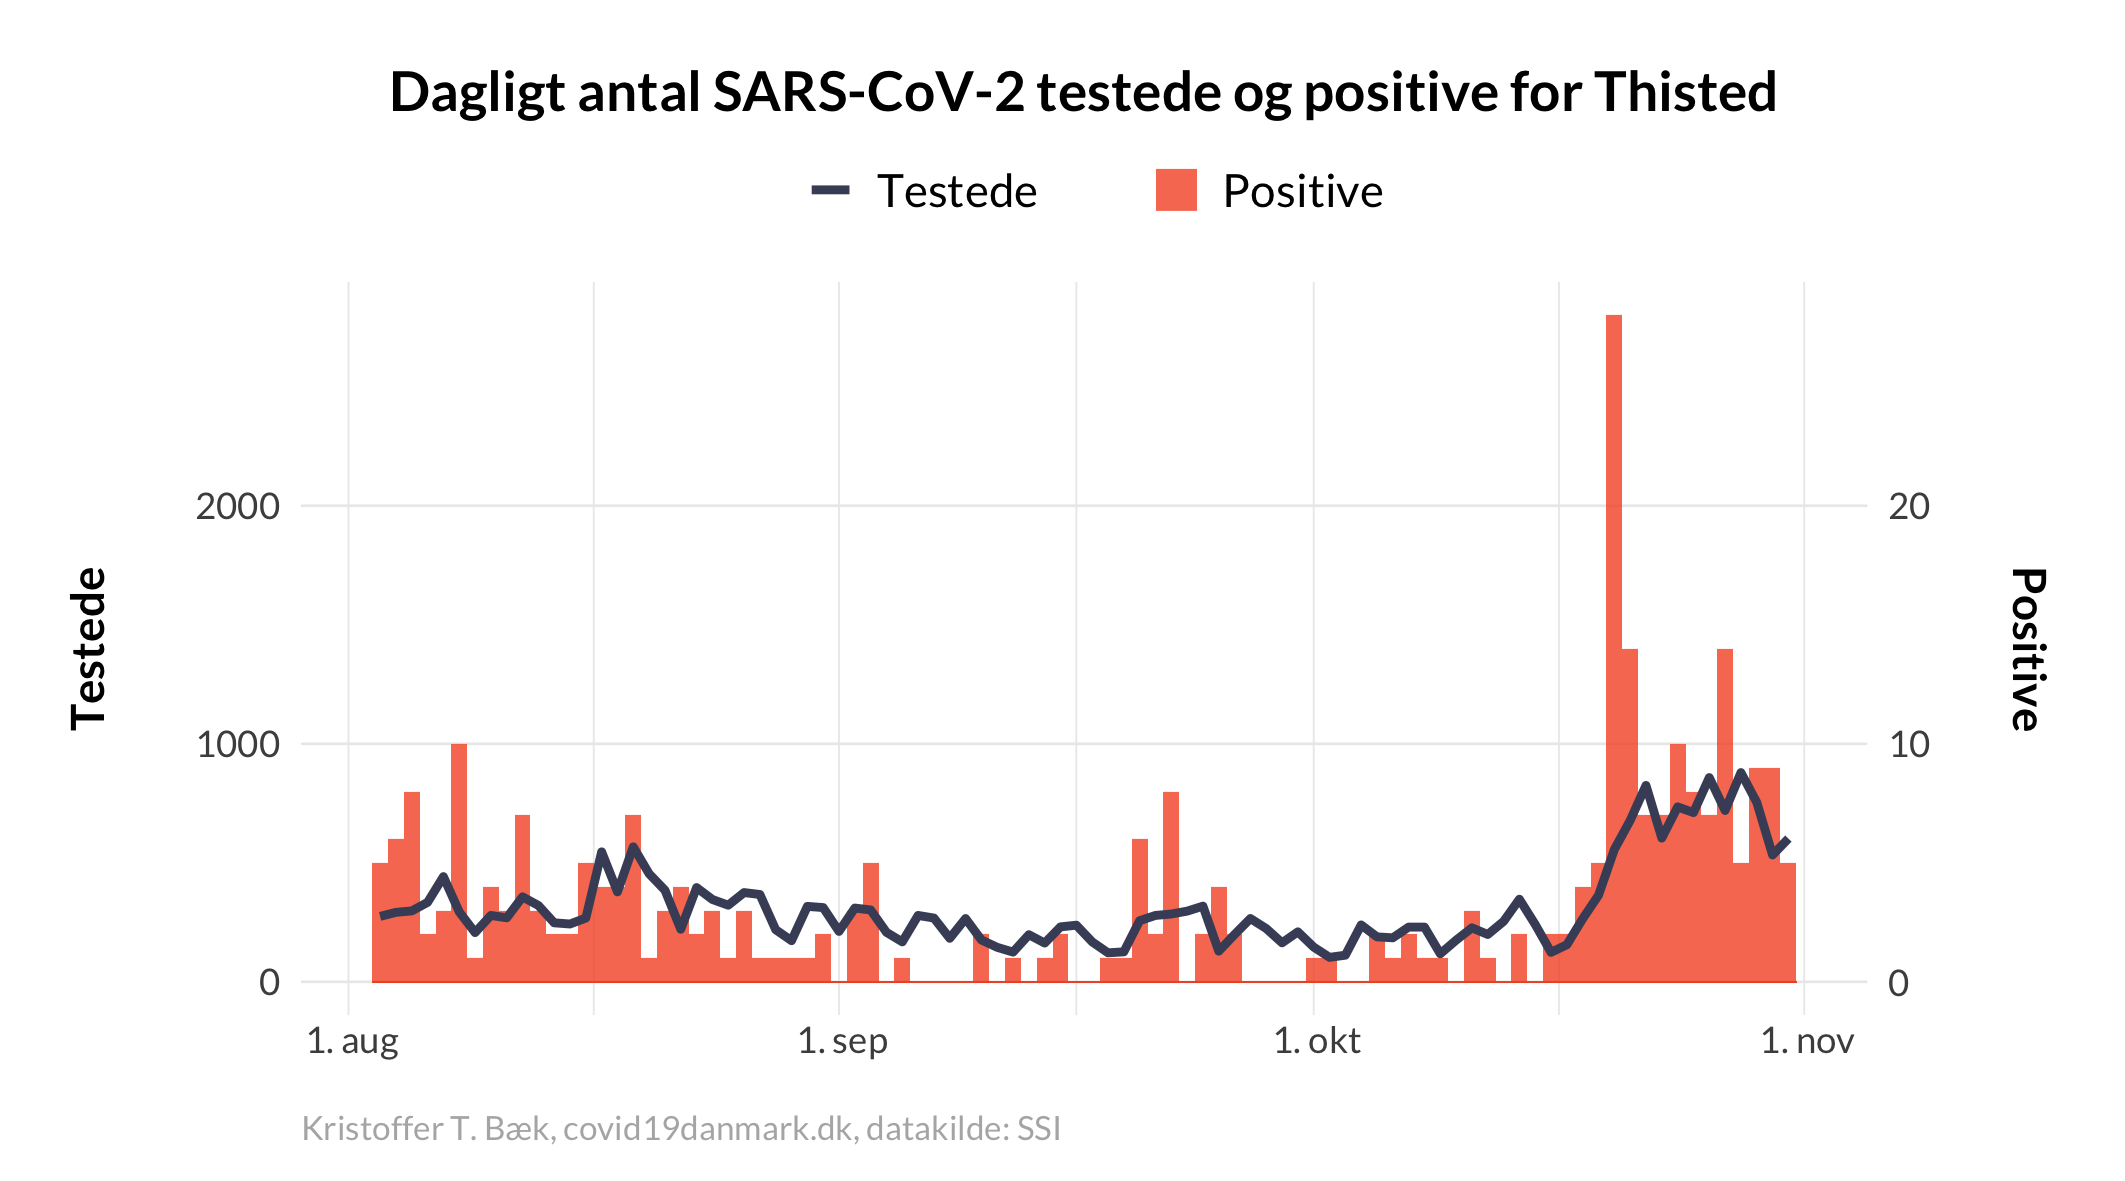 Dagligt antal SARS-CoV-2 testede og positive for Thisted
Testede
Positive
2000
1000
0
Testede
20
10
0
Positive
1. aug
1. sep
1. okt
1. nov
Kristoffer T. Bæk, covid19danmark.dk, datakilde: SSI